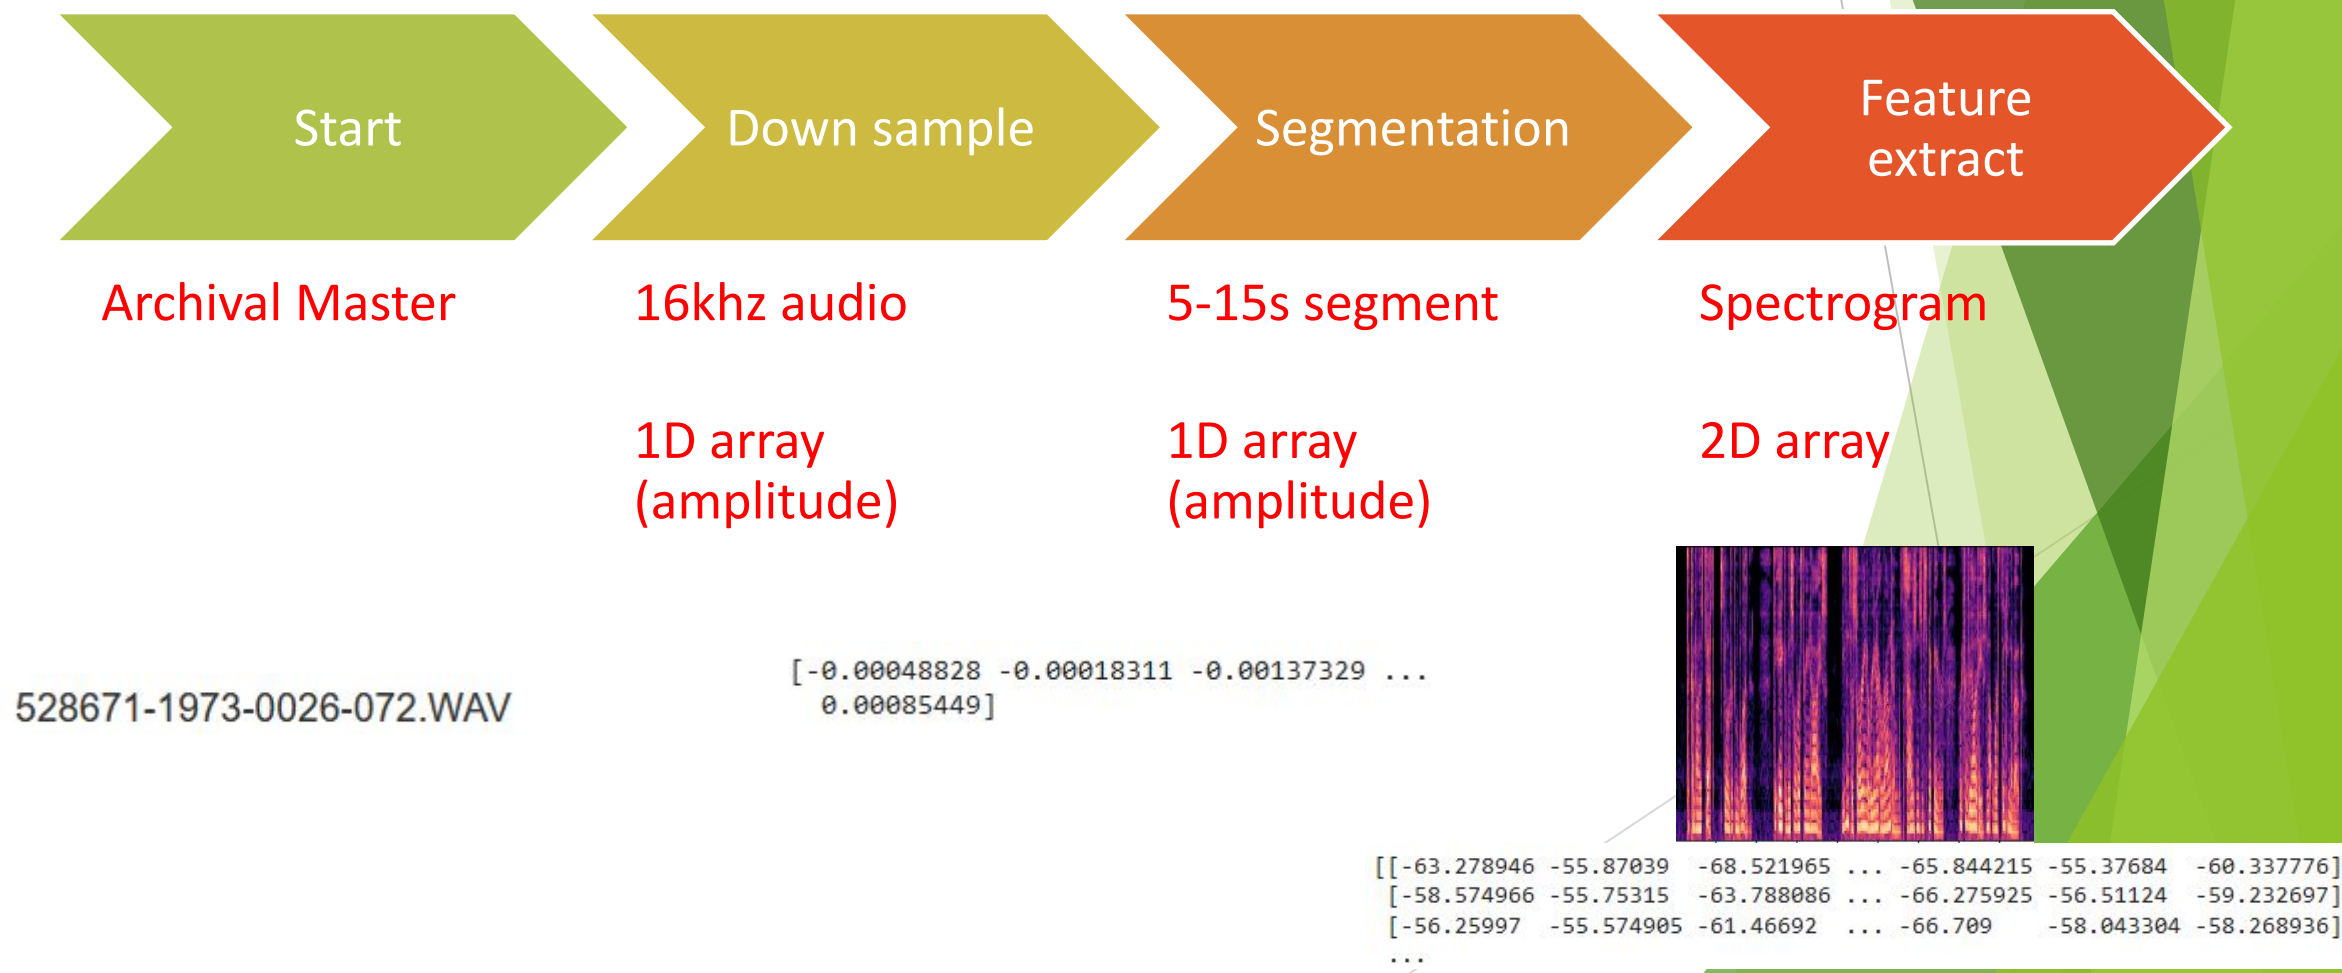 Start
Down sample
Segmentation
Feature
extract
Archival Master
16khz audio
5-15s segment
Spectrogram
1D array
(amplitude)
1D array
(amplitude)
2D array
528671-1973-0026-072.WAV
[-0.00048828 -0.00018311 -0.00137329 ...
0.00085449]
[[-63.278946 -55.87039 -68.521965 ... -65.844215 -55.37684 -60.337776]
[-58.574966 -55.75315 -63.788086 ... -66.275925 -56.51124 -59.232697]
[-56.25997 -55.574905 -61.46692 ... -66.709 -58.043304 -58.268936]
...